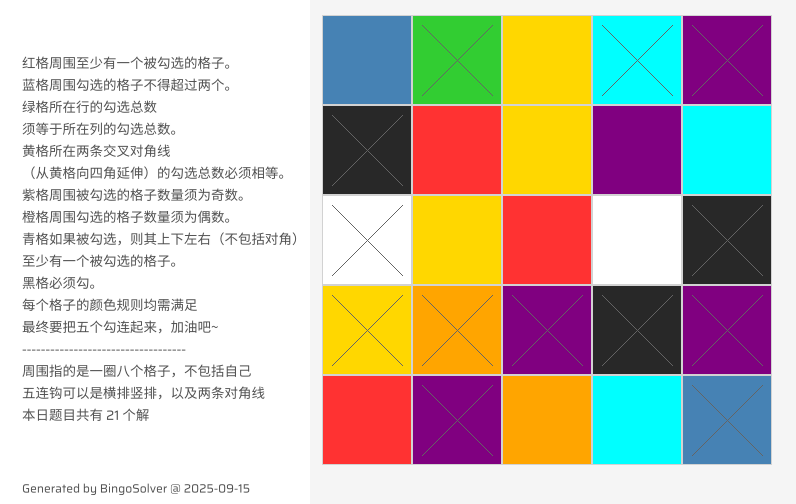 红格周围至少有一个被勾选的格子。
蓝格周围勾选的格子不得超过两个。
绿格所在行的勾选总数
须等于所在列的勾选总数。
黄格所在两条交叉对角线
（从黄格向四角延伸）的勾选总数必须相等。
紫格周围被勾选的格子数量须为奇数。
橙格周围勾选的格子数量须为偶数。
青格如果被勾选，则其上下左右（不包括对角）
至少有一个被勾选的格子。
黑格必须勾。
每个格子的颜色规则均需满足
最终要把五个勾连起来，加油吧~
-----------------------------------
周围指的是一圈八个格子，不包括自己
五连钩可以是横排竖排，以及两条对角线
本日题目共有 21 个解
Generated by BingoSolver @ 2025-09-15